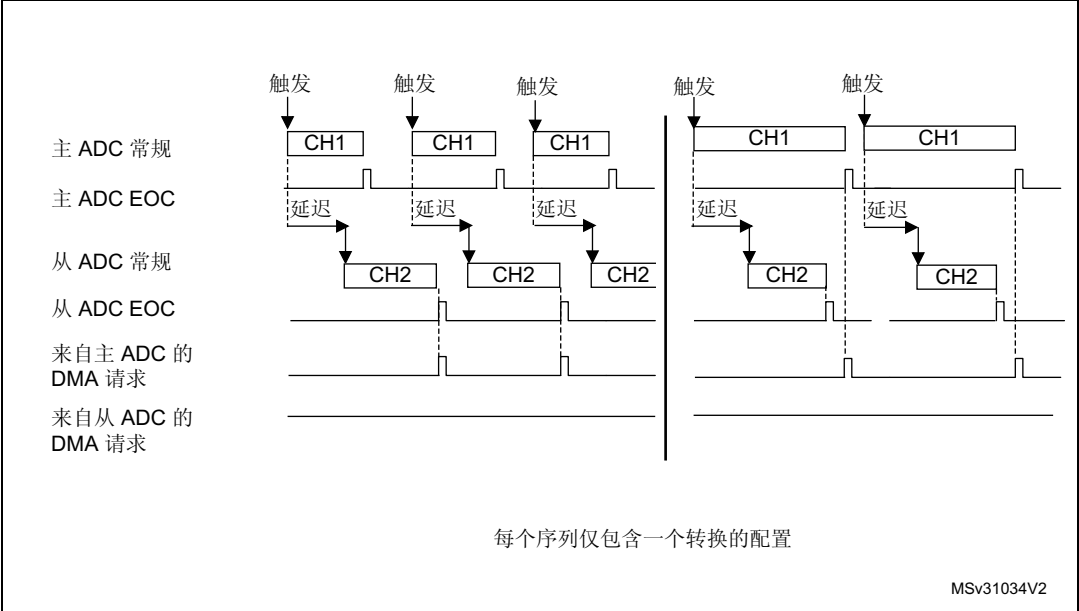 触发 触发 触发 触发 触发
主 ADC 常规 CH1 CH1 CH1 CH1 CH1
主 ADC EOC
延迟 延迟 延迟 延迟 延迟
从 ADC 常规 CH2 CH2 CH2 CH2 CH2
从 ADC EOC
来自主 ADC 的
DMA 请求
来自从 ADC 的
DMA 请求
每个序列仅包含一个转换的配置
MSv31034V2